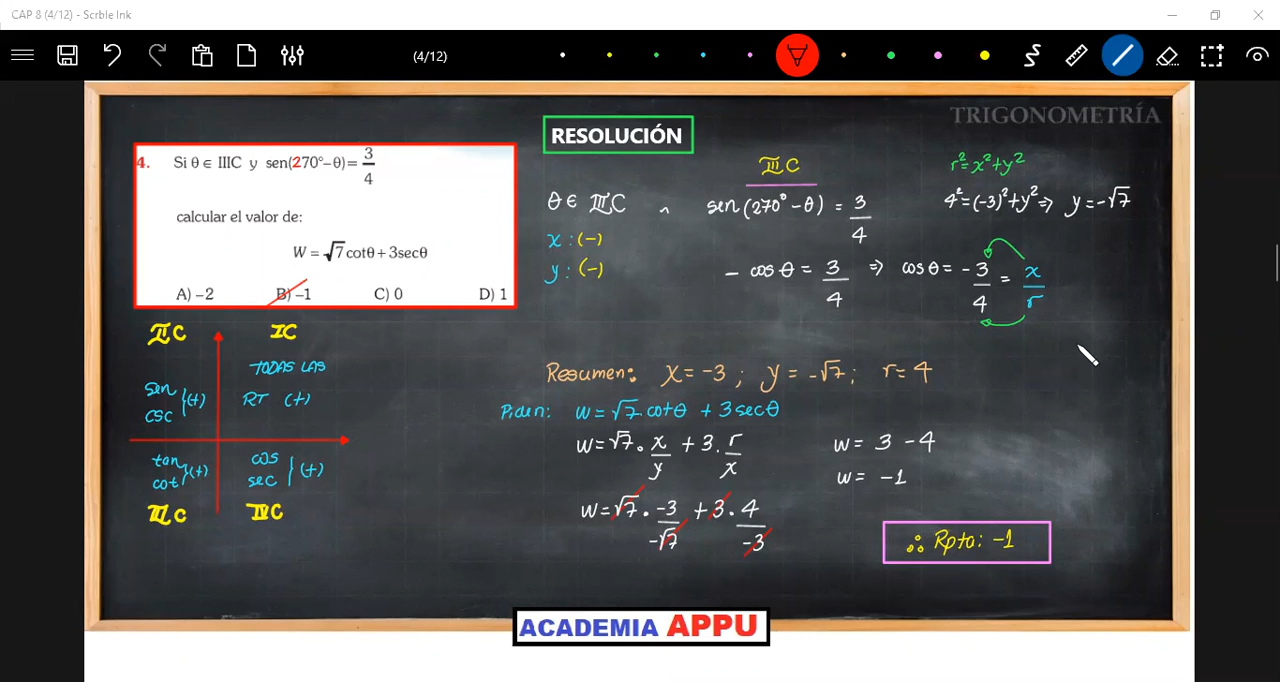 CAP 8 (4/12) - Scrble Ink
(4/12)
TRIGONOMETRÍA
4. Si θ ∈ IIIC y sen(270°−θ)= 3/4
calcular el valor de:
W = √7cotθ+3secθ
A) −2 B) −1 C) 0 D) 1
IIC IC
sen csc }(+)
TODAS LAS
RT (+)
tan cot }(+)
cos sec }(+)
IIIC IVC
RESOLUCIÓN
IIIC
r²=x²+y²
θ ∈ IIIC ∧ sen(270°−θ) = 3/4
4²=(-3)²+y² ⇒ y=-√7
x : (-)
y : (-)
- cos θ = 3/4 ⇒ cos θ = -3/4 = x/r
Resumen: x = -3 ; y = -√7 ; r = 4
Piden: w = √7 cotθ + 3 secθ
w = √7 . x/y + 3. r/x
w = √7 . -3/-√7 + 3 . 4/-3
w = 3 - 4
w = -1
∴ Rpta: -1
ACADEMIA APPU